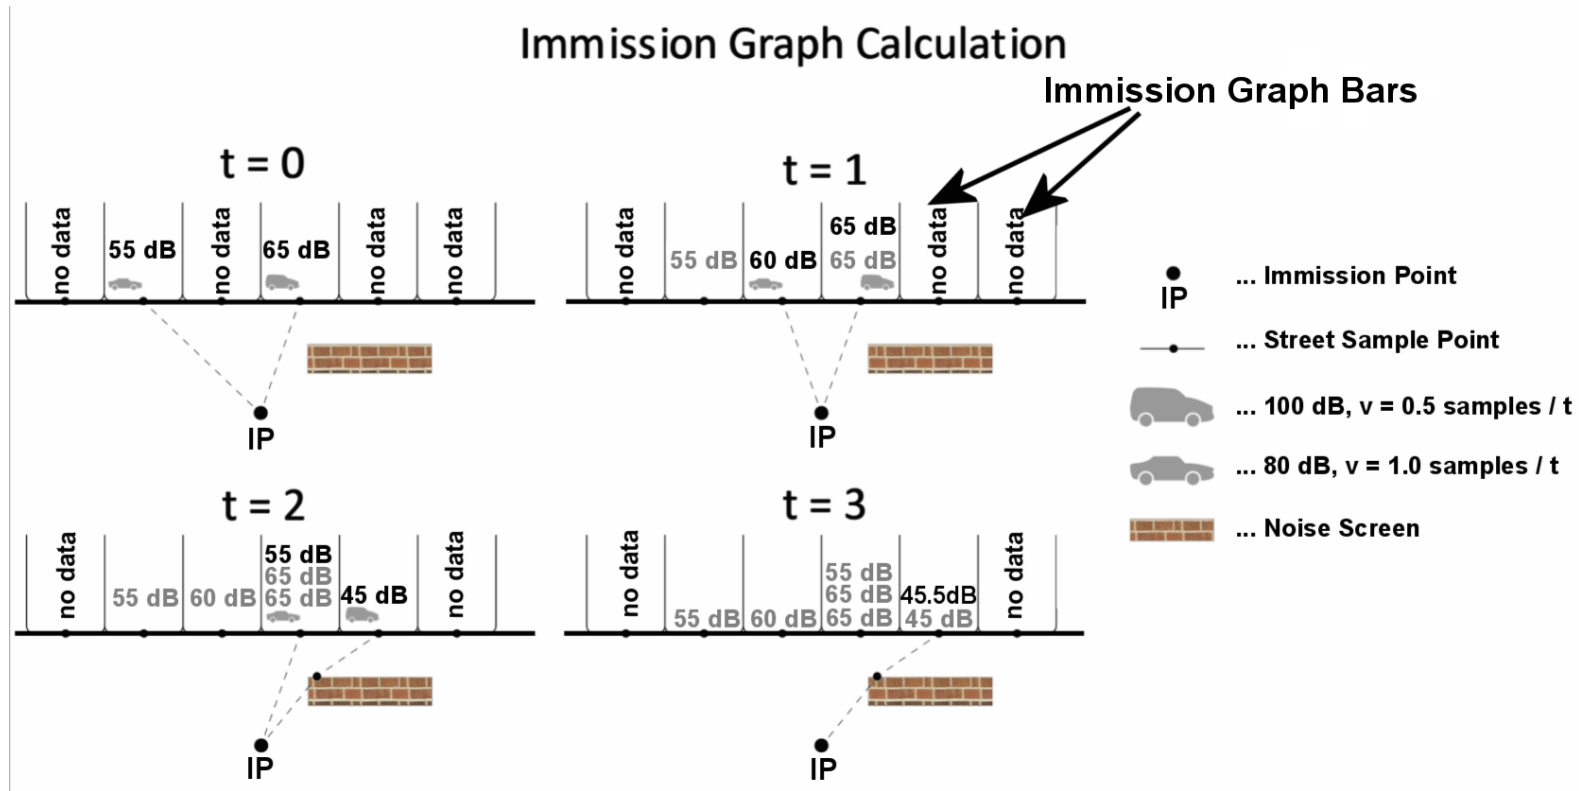 Immission Graph Calculation
Immission Graph Bars
t = 0
no data
55 dB
no data
65 dB
no data
no data
IP
t = 1
no data
55 dB
60 dB
65 dB
65 dB
no data
no data
IP
IP
... Immission Point
... Street Sample Point
... 100 dB, v = 0.5 samples / t
... 80 dB, v = 1.0 samples / t
... Noise Screen
t = 2
no data
55 dB
60 dB
55 dB
65 dB
65 dB
45 dB
no data
IP
t = 3
no data
55 dB
60 dB
55 dB
65 dB
65 dB
45.5dB
45 dB
no data
IP